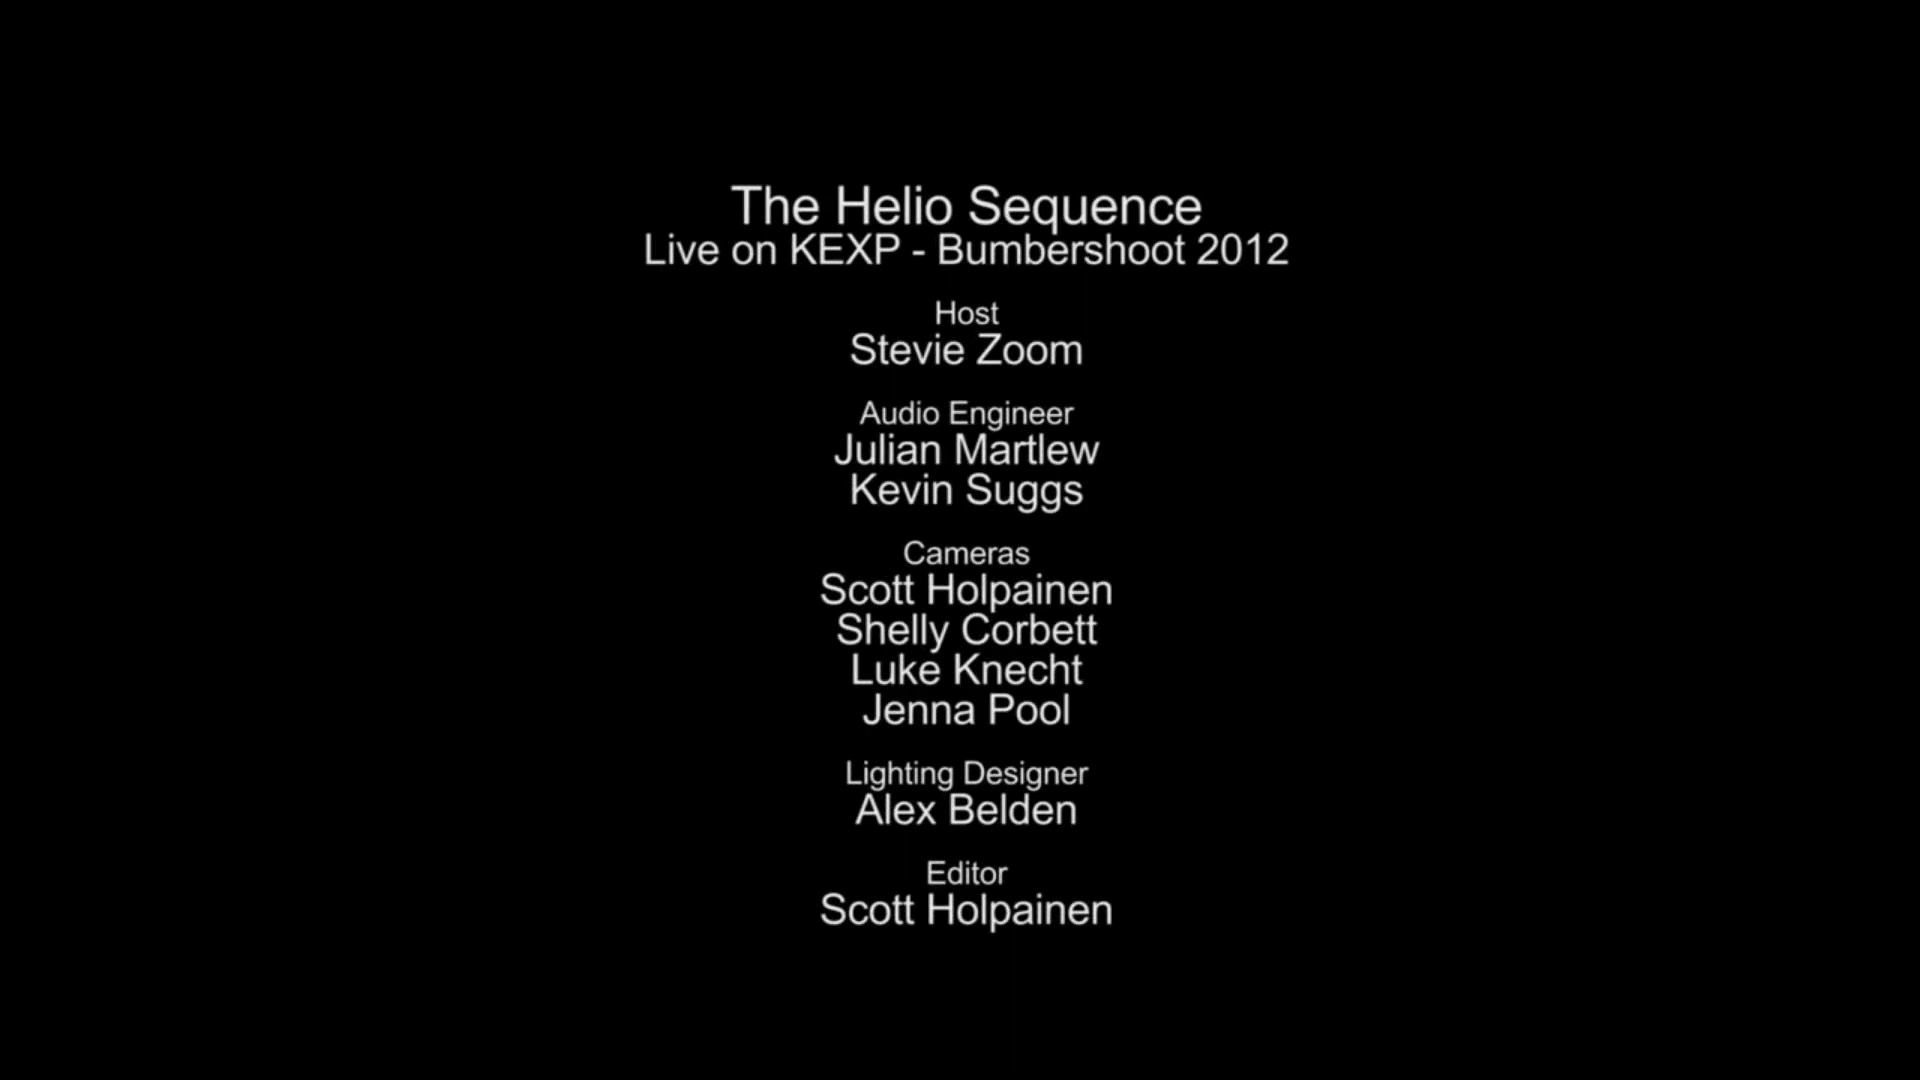 The Helio Sequence
Live on KEXP - Bumbershoot 2012
Host
Stevie Zoom
Audio Engineer
Julian Martlew
Kevin Suggs
Cameras
Scott Holpainen
Shelly Corbett
Luke Knecht
Jenna Pool
Lighting Designer
Alex Belden
Editor
Scott Holpainen